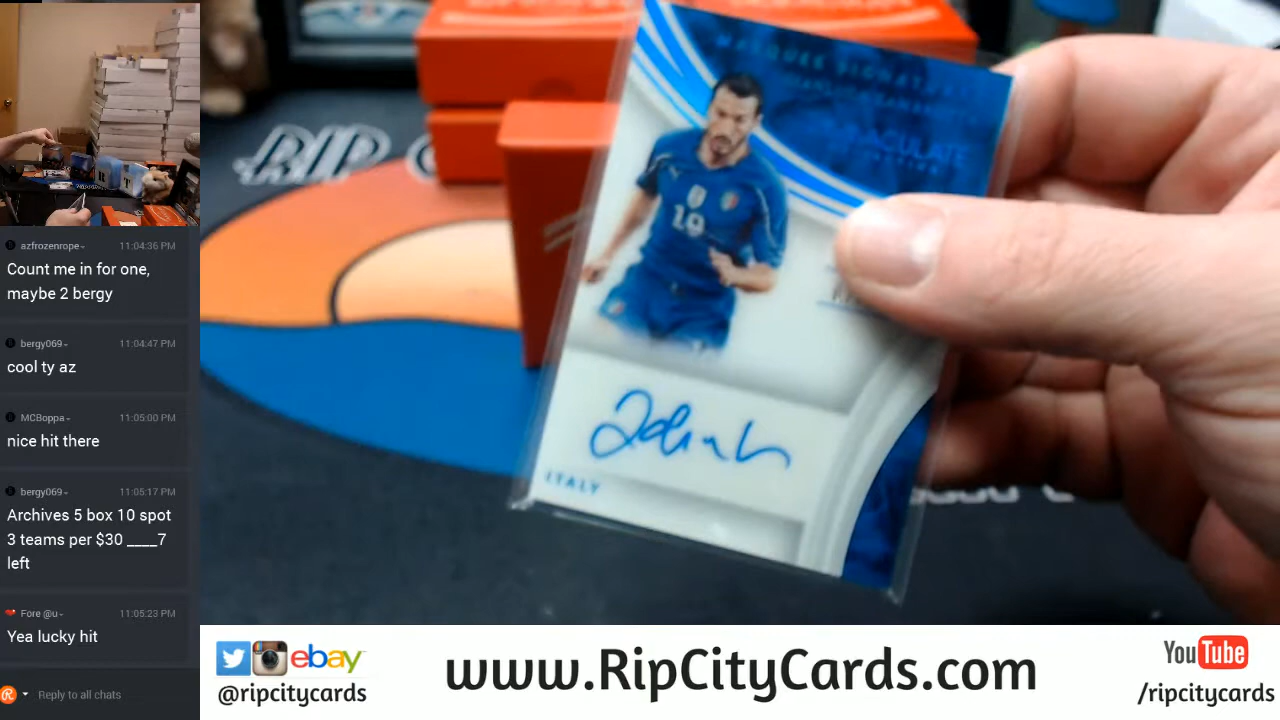 azfrozenrope
11:04:36 PM
Count me in for one,
maybe 2 bergy
bergy069
11:04:47 PM
cool ty az
MCBoppa
11:05:00 PM
nice hit there
bergy069
11:05:17 PM
Archives 5 box 10 spot
3 teams per $30 ____7
left
Fore @u
11:05:23 PM
Yea lucky hit
Reply to all chats
RIP
IMMACULATE
19
ITALY
ebay
@ripcitycards
www.RipCityCards.com
YouTube
/ripcitycards